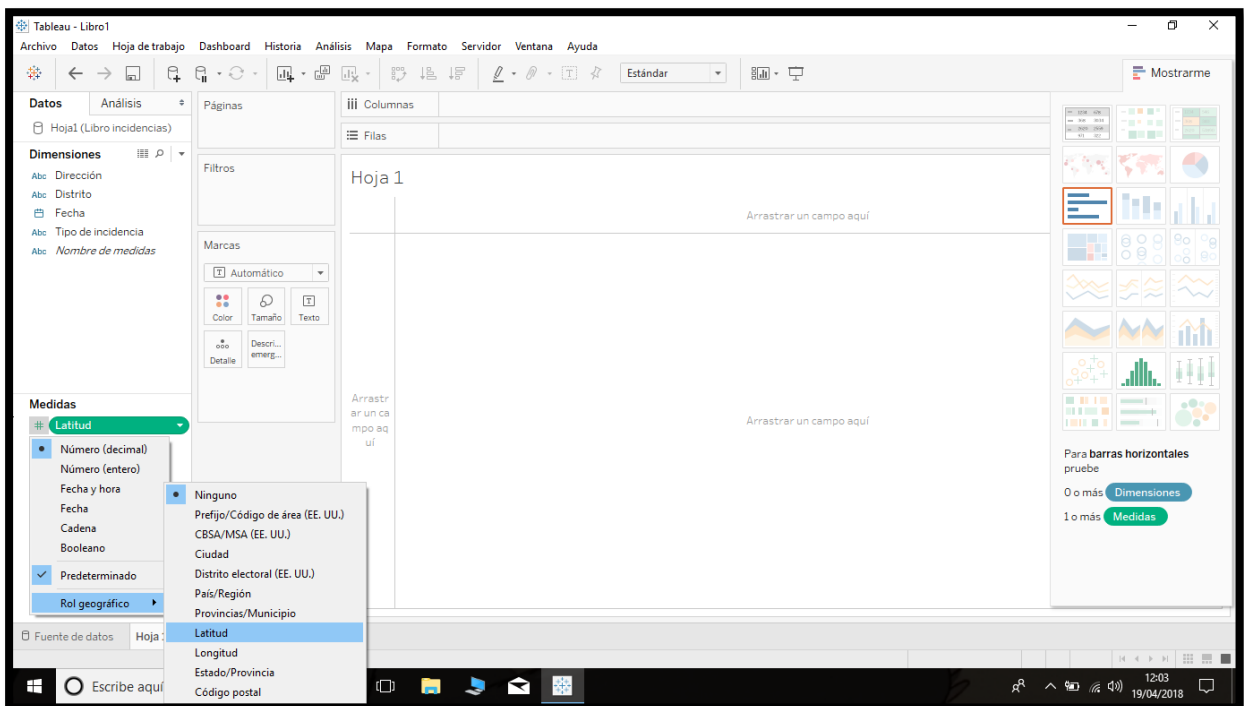 Tableau - Libro1
Archivo Datos Hoja de trabajo Dashboard Historia Análisis Mapa Formato Servidor Ventana Ayuda
Estándar
Mostrarme
Datos Análisis
Páginas
Columnas
Hoja1 (Libro incidencias)
Filas
Dimensiones
Abc Dirección
Abc Distrito
Fecha
Abc Tipo de incidencia
Abc Nombre de medidas
Filtros
Hoja 1
Arrastrar un campo aquí
Marcas
T Automático
Color Tamaño Texto
Detalle
Descri...
emerg...
Arrastr
ar un ca
mpo aq
uí
Arrastrar un campo aquí
Medidas
# Latitud
Número (decimal)
Número (entero)
Fecha y hora
Fecha
Cadena
Booleano
Predeterminado
Rol geográfico
Ninguno
Prefijo/Código de área (EE. UU.)
CBSA/MSA (EE. UU.)
Ciudad
Distrito electoral (EE. UU.)
País/Región
Provincias/Municipio
Latitud
Longitud
Estado/Provincia
Código postal
Para barras horizontales
pruebe
0 o más Dimensiones
1 o más Medidas
Fuente de datos
Hoja
Escribe aquí
12:03
19/04/2018